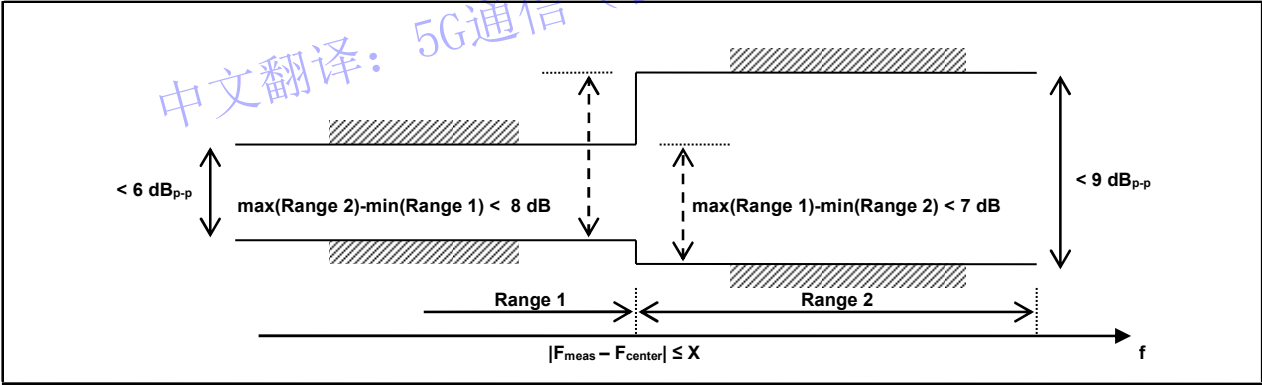 中文翻译：5G通信
< 6 dBp-p
max(Range 2)-min(Range 1) < 8 dB
max(Range 1)-min(Range 2) < 7 dB
< 9 dBp-p
Range 1
Range 2
|Fmeas – Fcenter| ≤ X
f